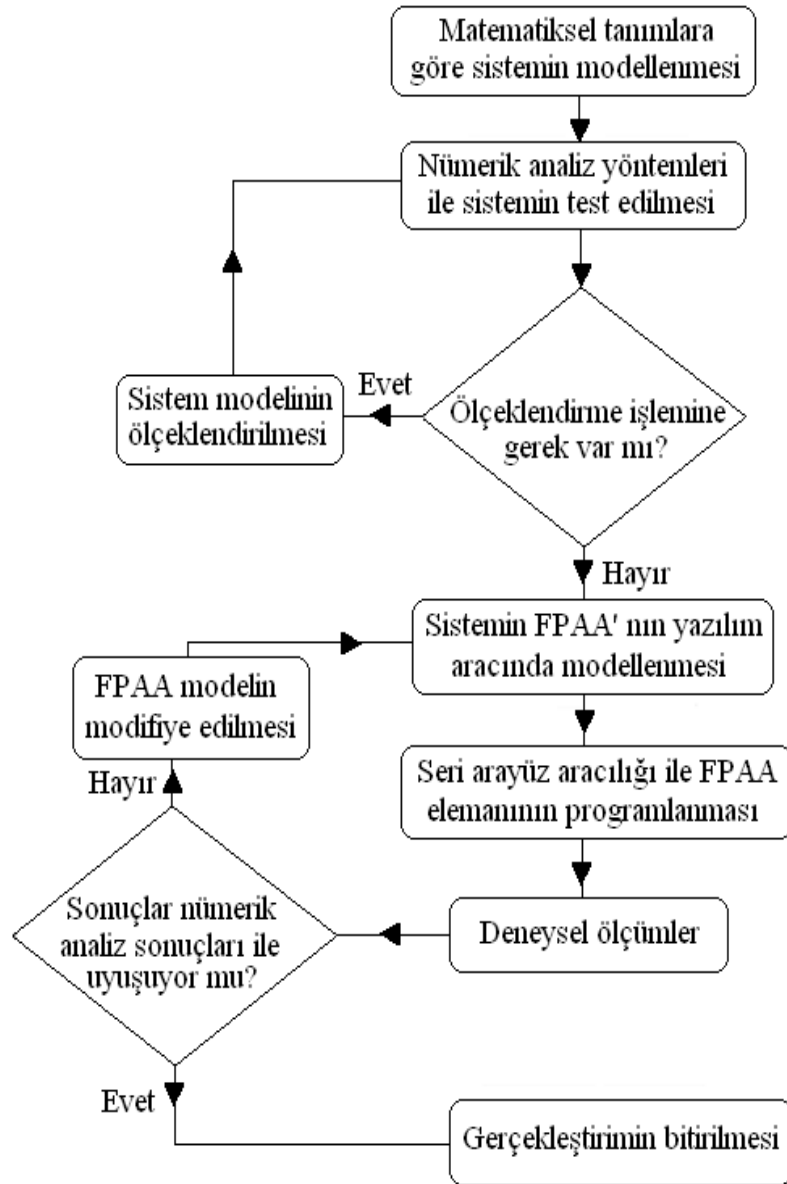 Matematiksel tanımlara
göre sistemin modellenmesi
Nümerik analiz yöntemleri
ile sistemin test edilmesi
Evet
Sistem modelinin
ölçeklendirilmesi
Ölçeklendirme işlemine
gerek var mı?
Hayır
Sistemin FPAA' nın yazılım
aracında modellenmesi
FPAA modelin
modifiye edilmesi
Hayır
Seri arayüz aracılığı ile FPAA
elemanının programlanması
Sonuçlar nümerik
analiz sonuçları ile
uyuşuyor mu?
Deneysel ölçümler
Evet
Gerçekleştirimin bitirilmesi